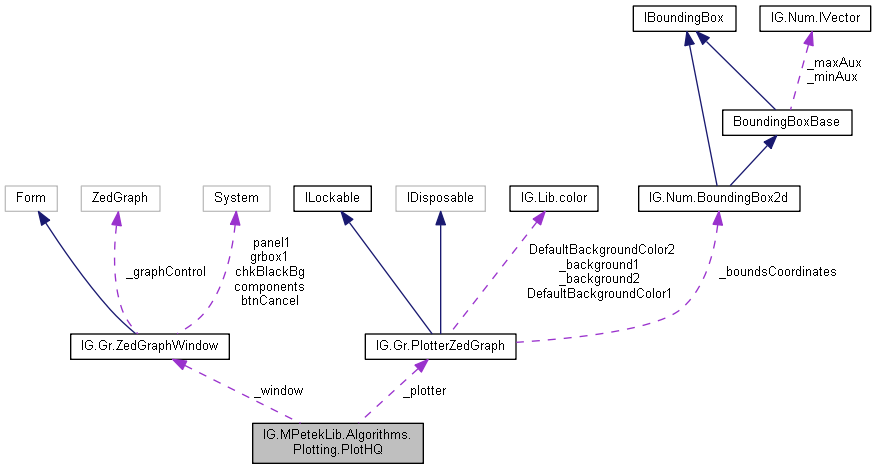 IBoundingBox
IG.Num.IVector
_maxAux
_minAux
BoundingBoxBase
Form
ZedGraph
System
ILockable
IDisposable
IG.Lib.color
IG.Num.BoundingBox2d
_graphControl
panel1
grbox1
chkBlackBg
components
btnCancel
DefaultBackgroundColor2
_background1
_background2
DefaultBackgroundColor1
_boundsCoordinates
IG.Gr.ZedGraphWindow
IG.Gr.PlotterZedGraph
_window
_plotter
IG.MPetekLib.Algorithms.
Plotting.PlotHQ